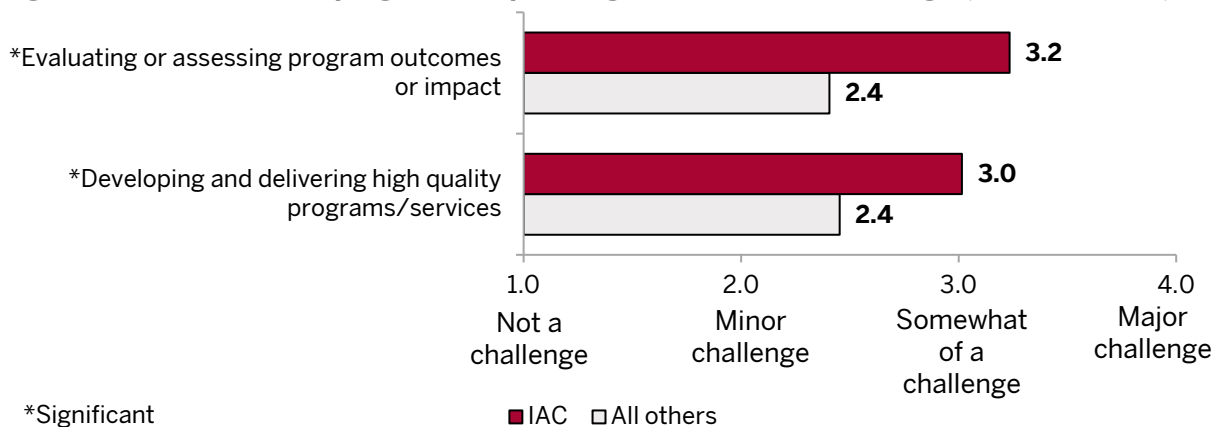 *Evaluating or assessing program outcomes
or impact
3.2
2.4
*Developing and delivering high quality
programs/services
3.0
2.4
1.0 2.0 3.0 4.0
Not a
challenge
Minor
challenge
Somewhat
of a
challenge
Major
challenge
*Significant
IAC All others